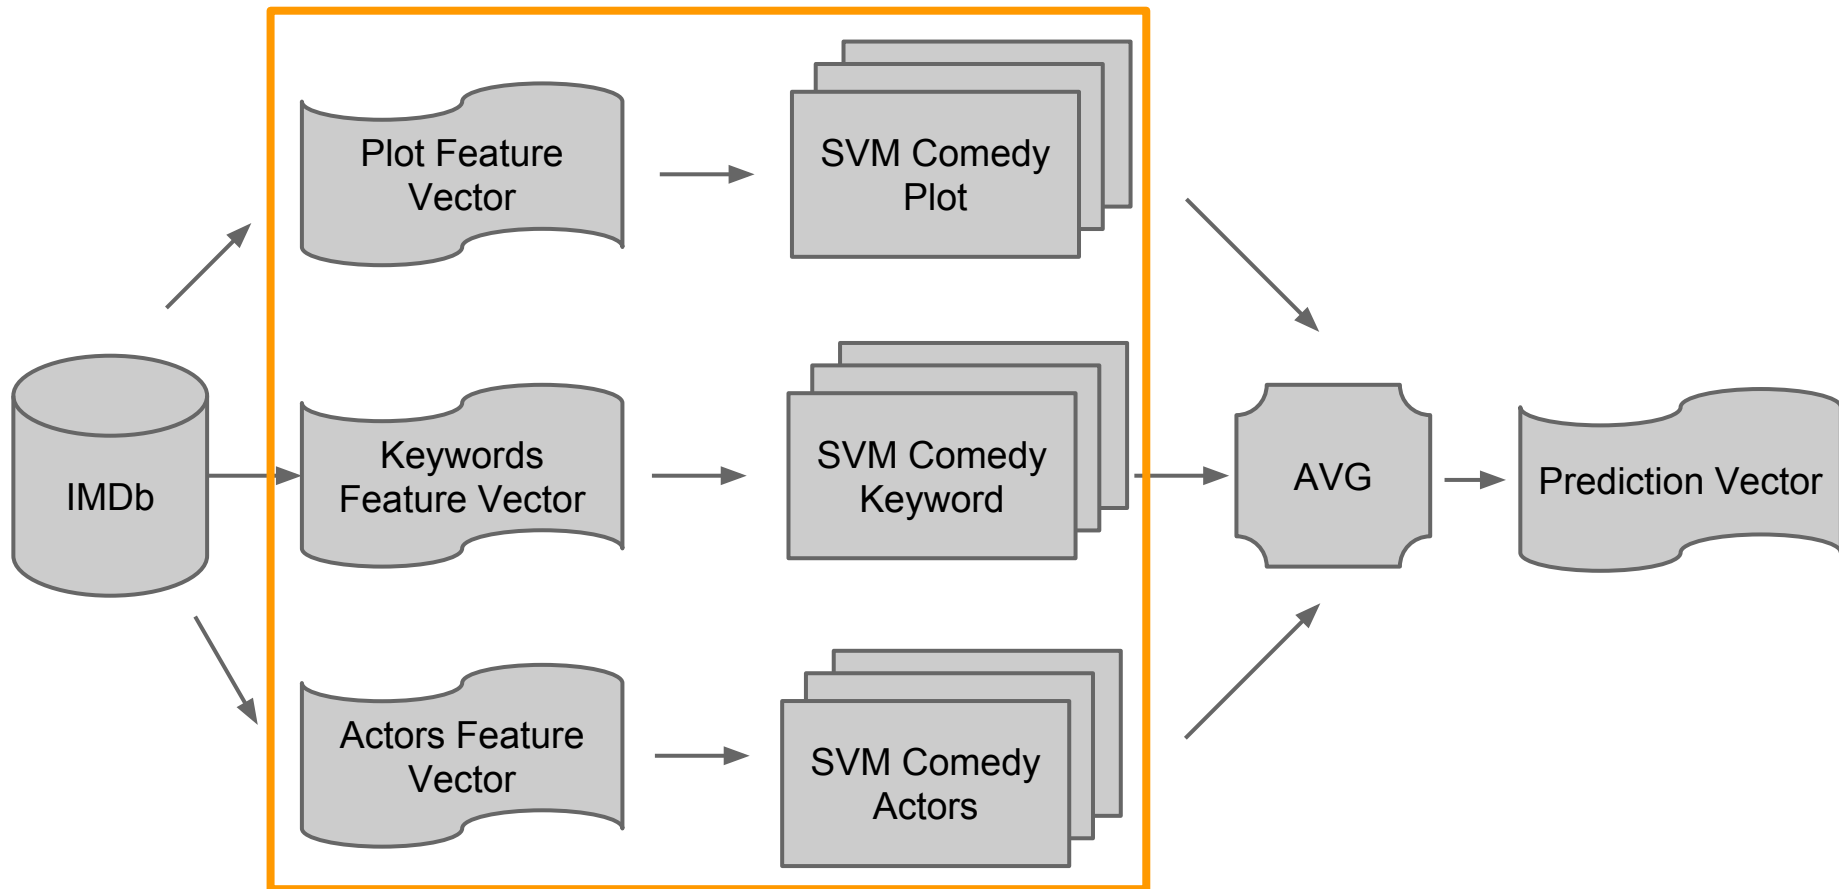 IMDb
Plot Feature
Vector
SVM Comedy
Plot
Keywords
Feature Vector
SVM Comedy
Keyword
Actors Feature
Vector
SVM Comedy
Actors
AVG
Prediction Vector